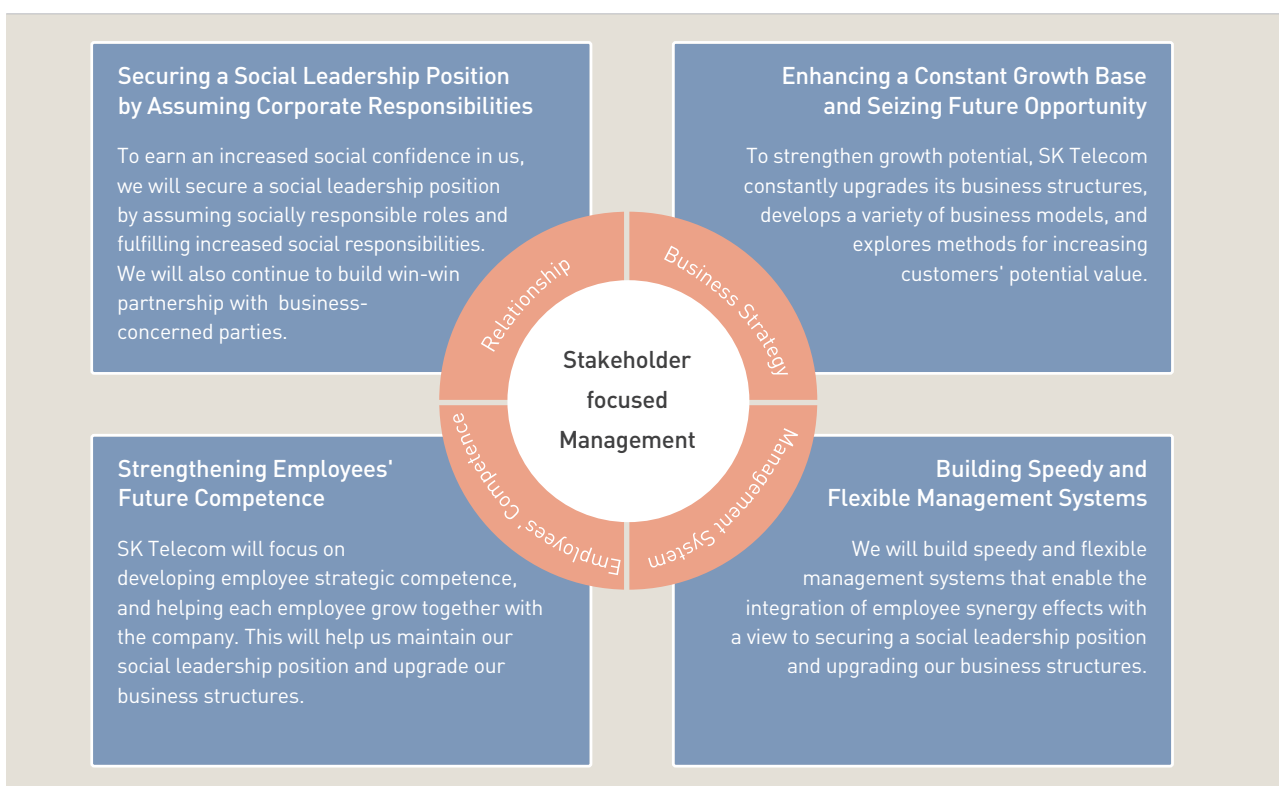 Securing a Social Leadership Position
by Assuming Corporate Responsibilities
To earn an increased social confidence in us,
we will secure a social leadership position
by assuming socially responsible roles and
fulfilling increased social responsibilities.
We will also continue to build win-win
partnership with business-
concerned parties.
Enhancing a Constant Growth Base
and Seizing Future Opportunity
To strengthen growth potential, SK Telecom
constantly upgrades its business structures,
develops a variety of business models, and
explores methods for increasing
customers' potential value.
Relationship
Business Strategy
Stakeholder
focused
Management
Employees' Competence
Management System
Strengthening Employees'
Future Competence
SK Telecom will focus on
developing employee strategic competence,
and helping each employee grow together with
the company. This will help us maintain our
social leadership position and upgrade our
business structures.
Building Speedy and
Flexible Management Systems
We will build speedy and flexible
management systems that enable the
integration of employee synergy effects with
a view to securing a social leadership position
and upgrading our business structures.